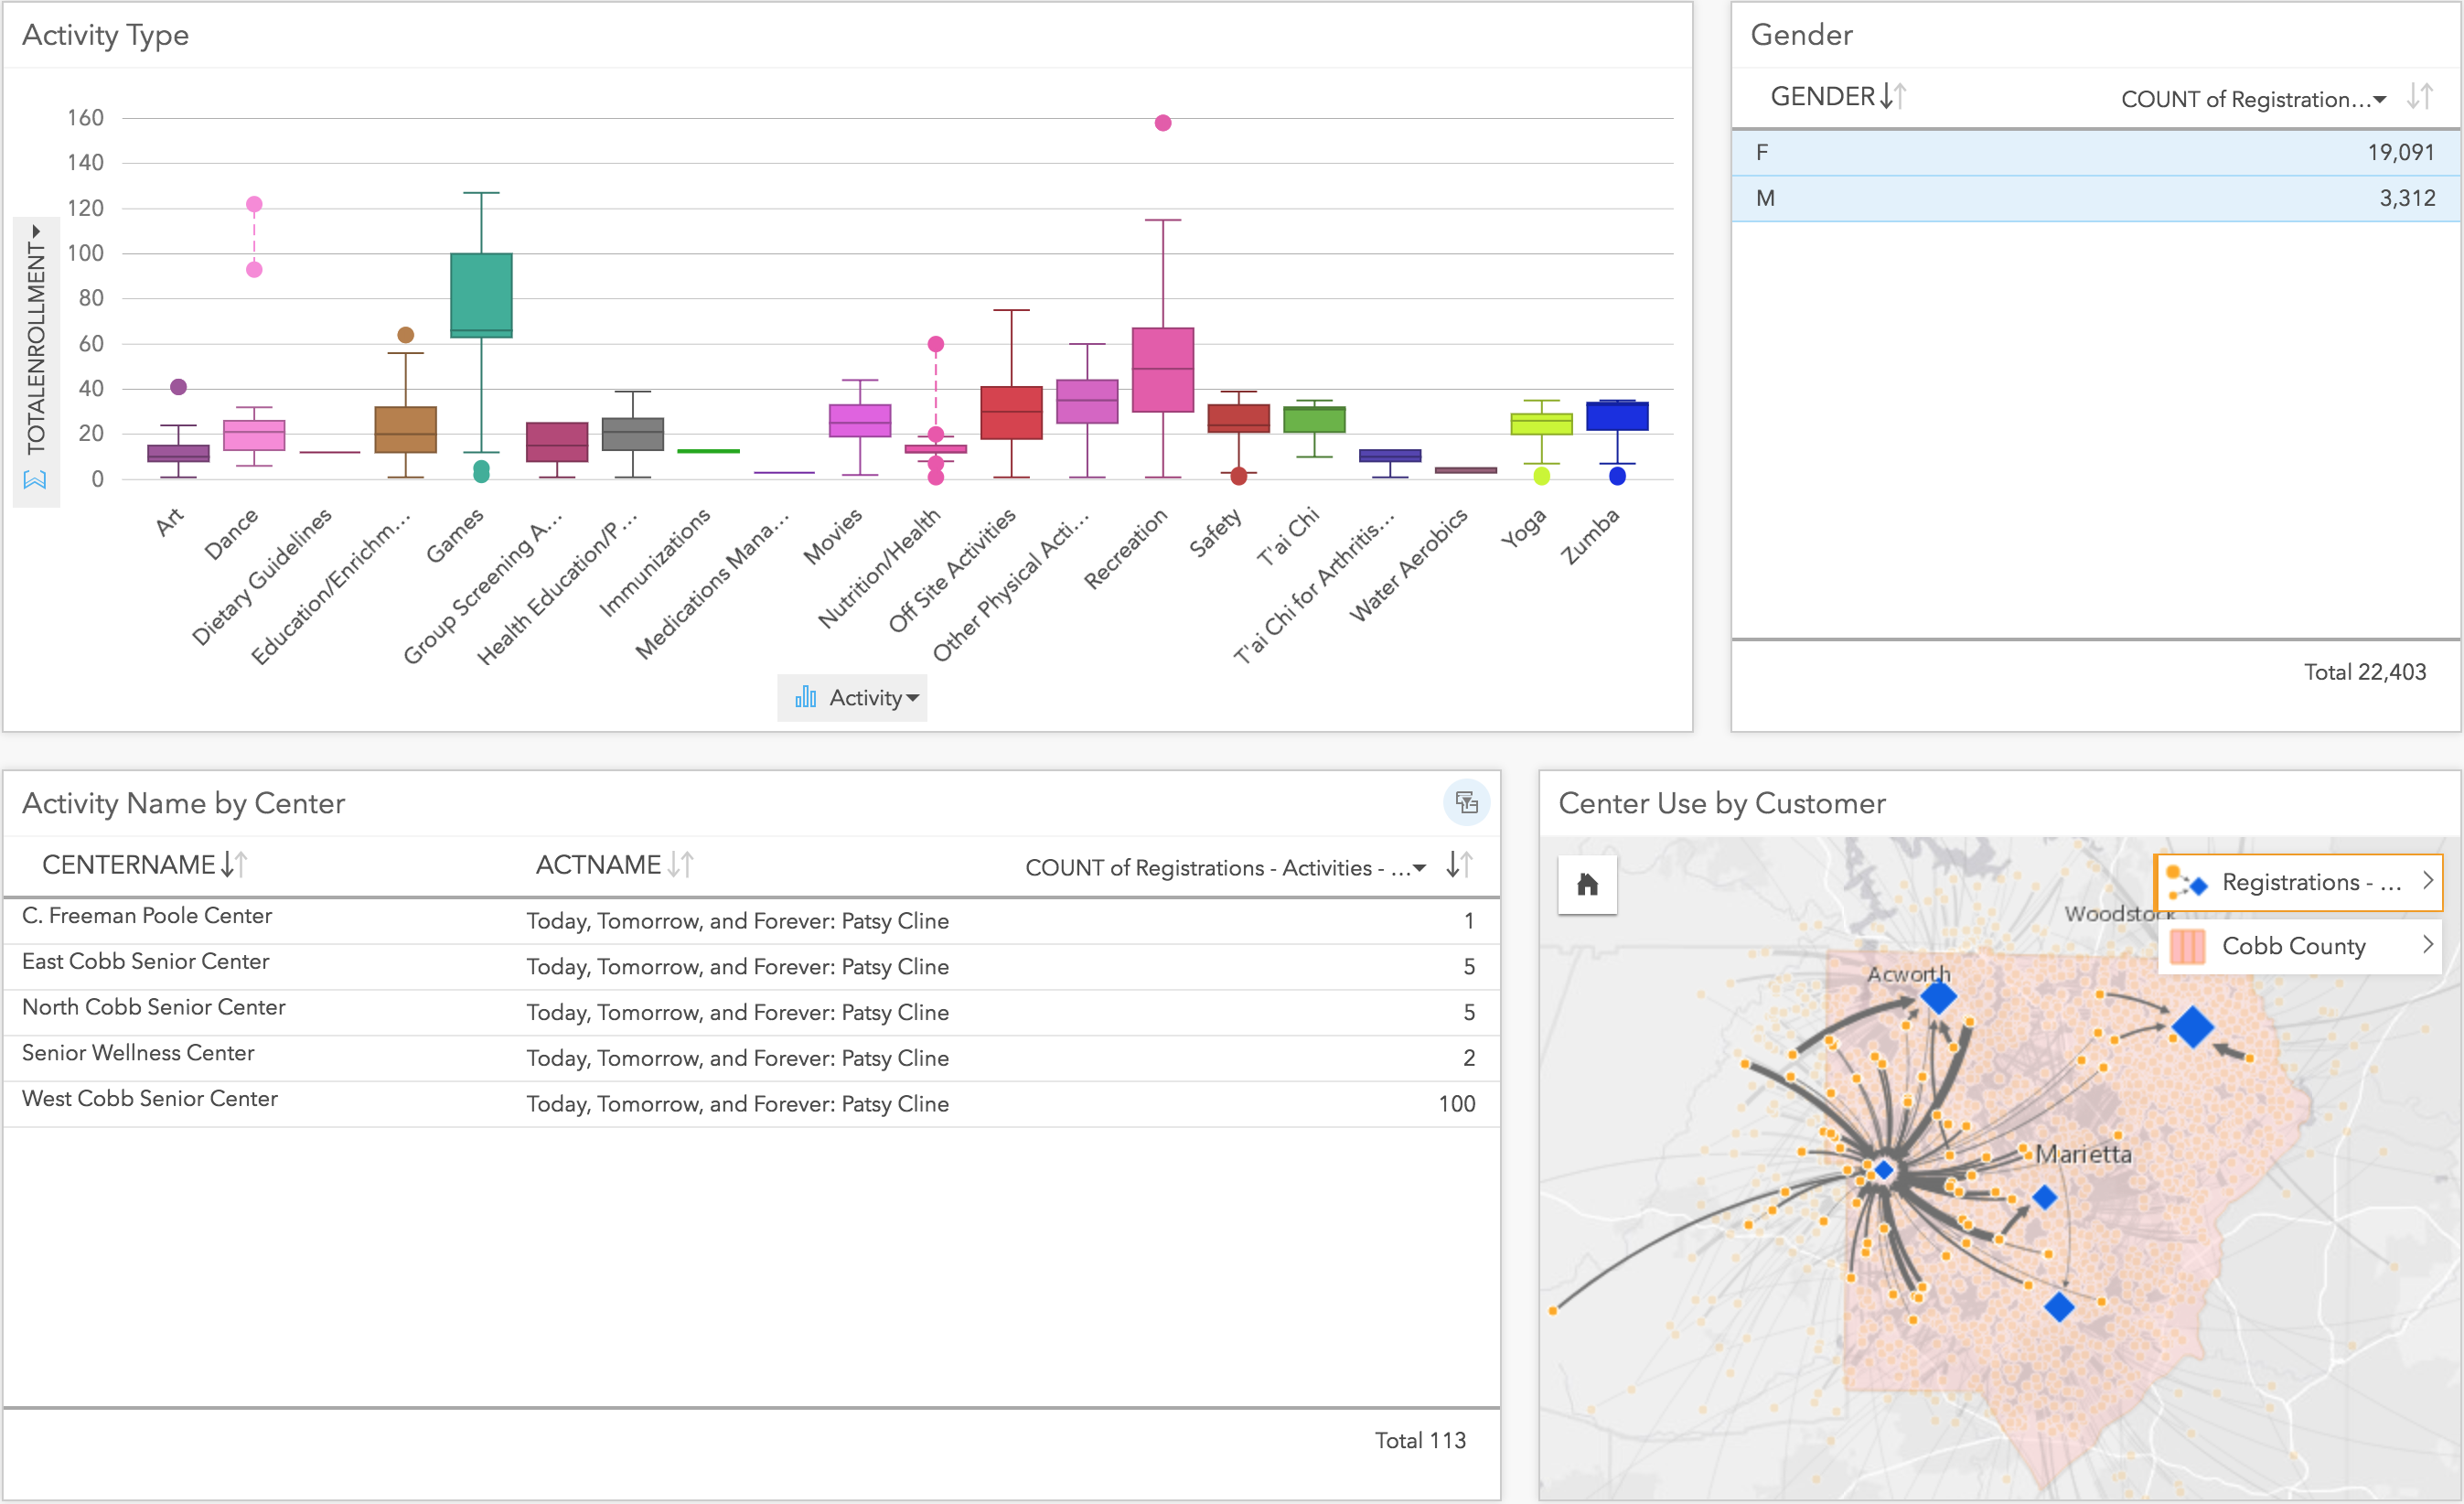 Activity Type
160
140
120
100
80
60
40
20
0
TOTALENROLLMENT
Art
Dance
Dietary Guidelines
Education/Enrichm...
Games
Group Screening A...
Health Education/P ...
Immunizations
Medications Mana...
Movies
Nutrition/Health
Off Site Activities
Other Physical Acti...
Recreation
Safety
T'ai Chi
T'ai Chi for Arthritis...
Water Aerobics
Yoga
Zumba
Activity
Gender
GENDER COUNT of Registration...
F 19,091
M 3,312
Total 22,403
Activity Name by Center
CENTERNAME ACTNAME COUNT of Registrations - Activities - ...
C. Freeman Poole Center Today, Tomorrow, and Forever: Patsy Cline 1
East Cobb Senior Center Today, Tomorrow, and Forever: Patsy Cline 5
North Cobb Senior Center Today, Tomorrow, and Forever: Patsy Cline 5
Senior Wellness Center Today, Tomorrow, and Forever: Patsy Cline 2
West Cobb Senior Center Today, Tomorrow, and Forever: Patsy Cline 100
Total 113
Center Use by Customer
Registrations - ...
Woodstock
Cobb County
Acworth
Marietta